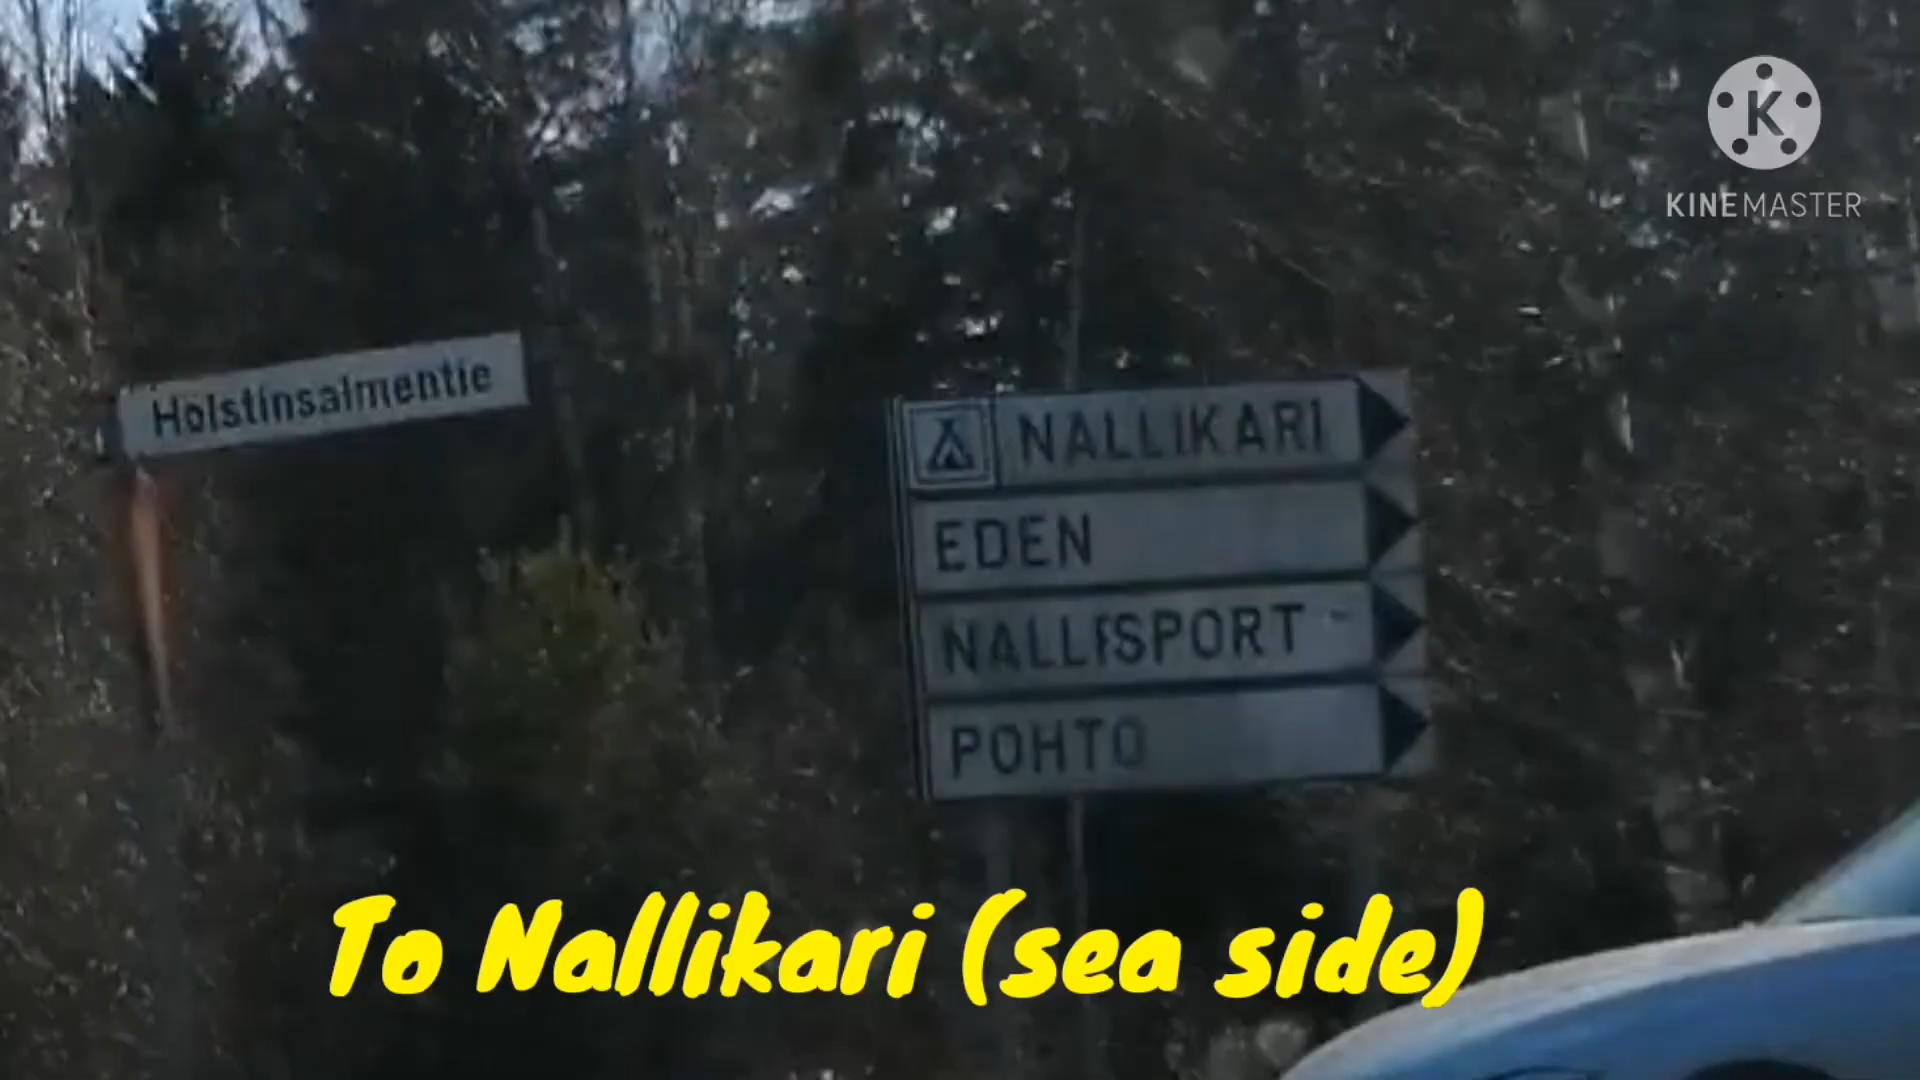 KINEMASTER
Holstinsalmentie
NALLIKARI
EDEN
NALLISPORT
POHTO
To Nallikari (sea side)